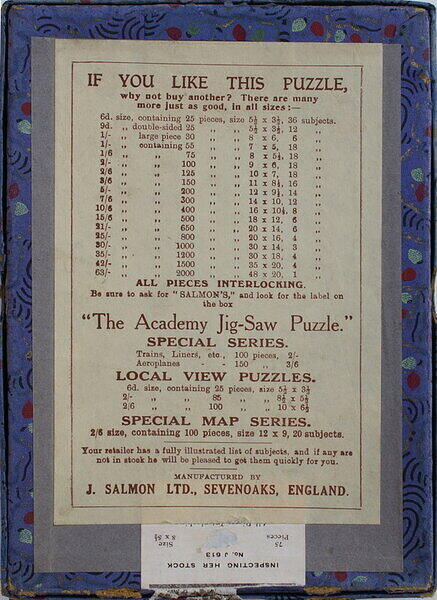 IF YOU LIKE THIS PUZZLE,
why not buy another? There are many
more just as good, in all sizes:—
6d. size, containing 25 pieces, size 5½ x 3½, 36 subjects.
9d. „ double-sided 25 „ „ 5½ x 3½, 12 „
1/- „ large piece 30 „ „ 8 x 6, 6 „
1/- „ containing 55 „ „ 7 x 5, 18 „
1/6 „ „ 75 „ „ 8 x 5½, 18 „
2/- „ „ 100 „ „ 9 x 6, 18 „
2/6 „ „ 125 „ „ 10 x 7, 18 „
3/6 „ „ 150 „ „ 11 x 8½, 16 „
5/- „ „ 200 „ „ 12 x 9½, 14 „
7/6 „ „ 300 „ „ 14 x 10, 12 „
10/6 „ „ 400 „ „ 16 x 10½, 8 „
15/6 „ „ 500 „ „ 18 x 12, 6 „
21/- „ „ 650 „ „ 20 x 14, 6 „
25/- „ „ 800 „ „ 20 x 16, 4 „
30/- „ „ 1000 „ „ 30 x 14, 3 „
35/- „ „ 1200 „ „ 30 x 18, 4 „
42/- „ „ 1500 „ „ 35 x 20, 4 „
63/- „ „ 2000 „ „ 48 x 20, 1 „
ALL PIECES INTERLOCKING.
Be sure to ask for "SALMON'S," and look for the label on
the box
"The Academy Jig-Saw Puzzle."
SPECIAL SERIES.
Trains, Liners, etc., 100 pieces, 2/-
Aeroplanes - - 150 „ 3/6
LOCAL VIEW PUZZLES.
6d. size, containing 25 pieces, size 5½ x 3½
2/- „ „ 85 „ „ 8½ x 5½
2/6 „ „ 100 „ „ 10 x 6½
SPECIAL MAP SERIES.
2/6 size, containing 100 pieces, size 12 x 9, 20 subjects.
Your retailer has a fully illustrated list of subjects, and if any are
not in stock he will be pleased to get them quickly for you.
MANUFACTURED BY
J. SALMON LTD., SEVENOAKS, ENGLAND.
INSPECTING HER STOCK
No. J 613
75 Pieces
Size 8 x 5½